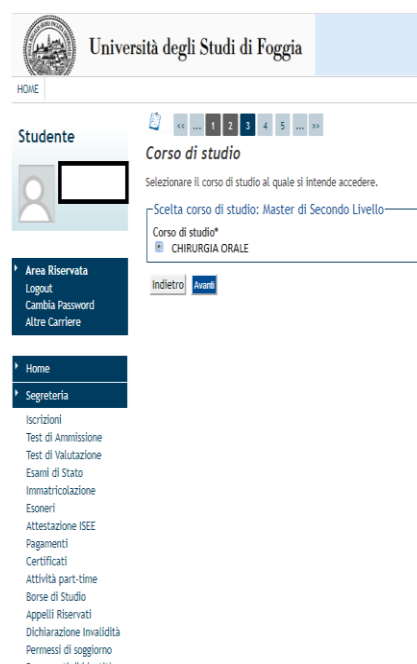 Università degli Studi di Foggia
HOME
<< ... 1 2 3 4 5 ... >>
Studente
Corso di studio
Selezionare il corso di studio al quale si intende accedere.
Scelta corso di studio: Master di Secondo Livello
Corso di studio*
CHIRURGIA ORALE
Indietro Avanti
Area Riservata
Logout
Cambia Password
Altre Carriere
Home
Segreteria
Iscrizioni
Test di Ammissione
Test di Valutazione
Esami di Stato
Immatricolazione
Esoneri
Attestazione ISEE
Pagamenti
Certificati
Attività part-time
Borse di Studio
Appelli Riservati
Dichiarazione Invalidità
Permessi di soggiorno